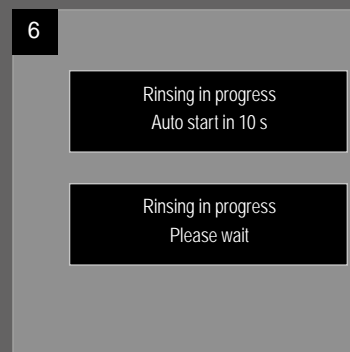 6
Rinsing in progress
Auto start in 10 s
Rinsing in progress
Please wait